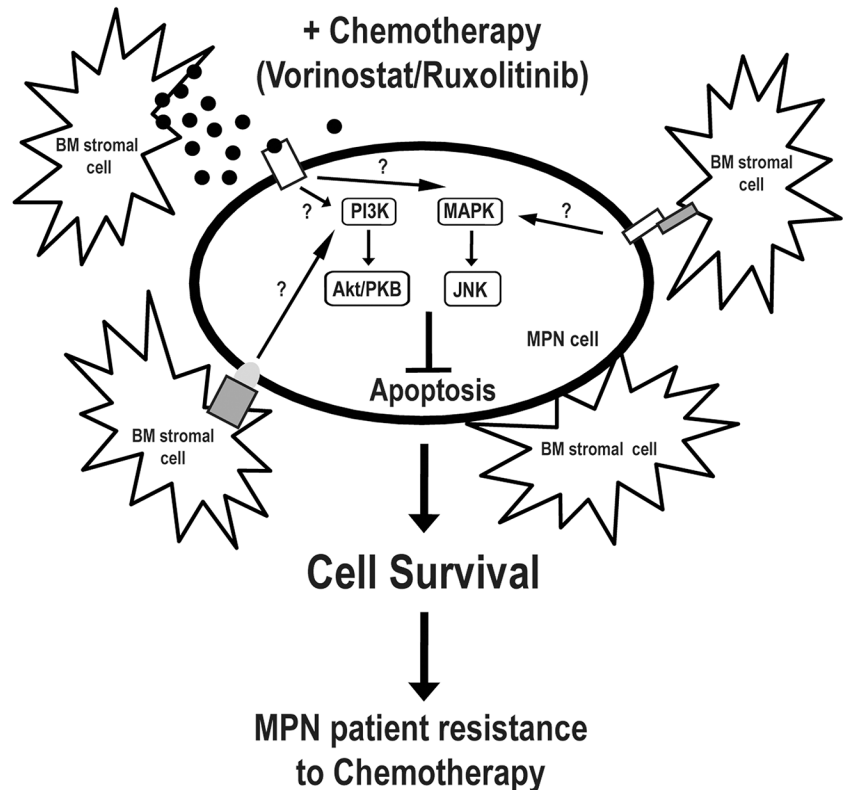 + Chemotherapy
(Vorinostat/Ruxolitinib)
BM stromal
cell
BM stromal
cell
?
?
PI3K
MAPK
?
?
Akt/PKB
JNK
MPN cell
Apoptosis
BM stromal
cell
BM stromal cell
Cell Survival
MPN patient resistance
to Chemotherapy